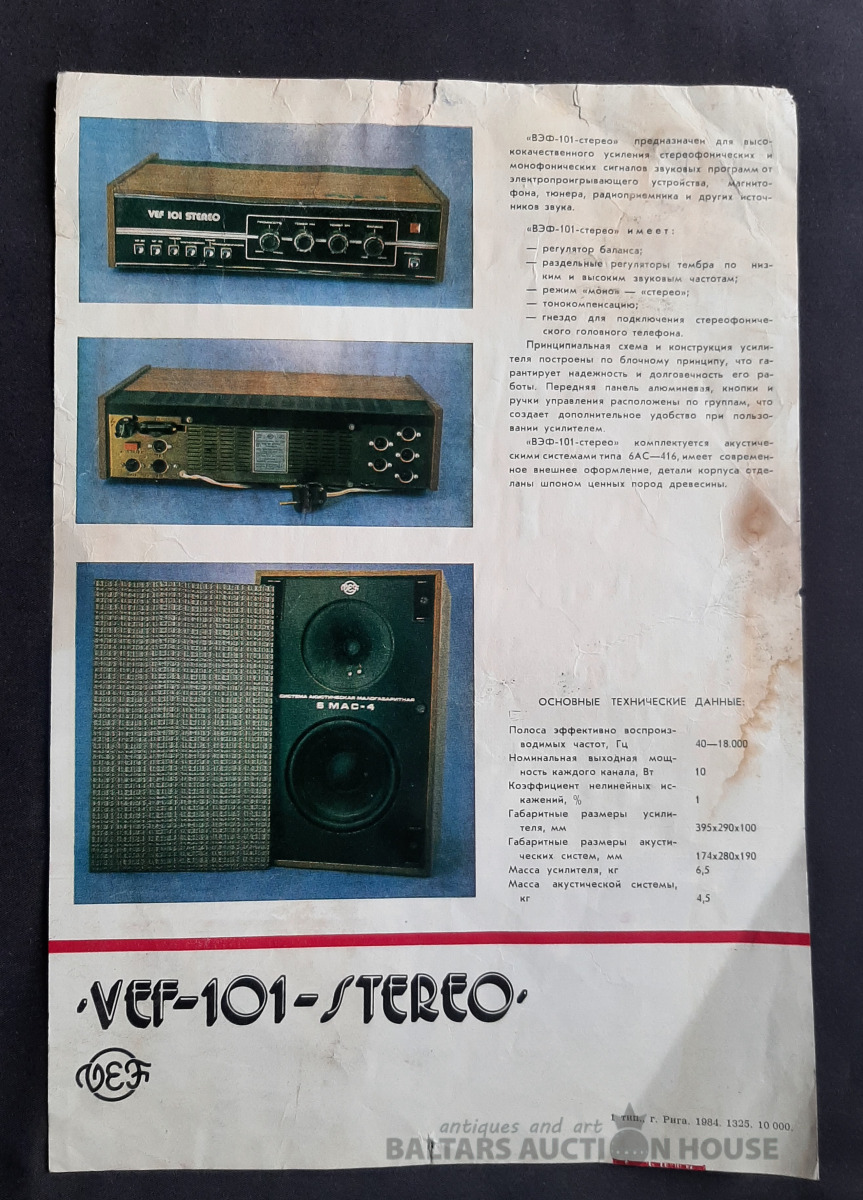 VEF 101 STEREO
VEF
СИСТЕМА АКУСТИЧЕСКАЯ МАЛОГАБАРИТНАЯ
6 МАС-4
«ВЭФ-101-стерео» предназначен для высо-
кокачественного усиления стереофонических и
монофонических сигналов звуковых программ от
электропроигрывающего устройства, магнито-
фона, тюнера, радиоприемника и других источ-
ников звука.
«ВЭФ-101-стерео» имеет:
— регулятор баланса;
— раздельные регуляторы тембра по низ-
ким и высоким звуковым частотам;
— режим «моно» — «стерео»;
— тонокомпенсацию;
— гнездо для подключения стереофониче-
ского головного телефона.
Принципиальная схема и конструкция усили-
теля построены по блочному принципу, что га-
рантирует надежность и долговечность его ра-
боты. Передняя панель алюминевая, кнопки и
ручки управления расположены по группам, что
создает дополнительное удобство при пользо-
вании усилителем.
«ВЭФ-101-стерео» комплектуется акустиче-
скими системами типа 6АС—416, имеет современ-
ное внешнее оформление, детали корпуса отде-
ланы шпоном ценных пород древесины.
ОСНОВНЫЕ ТЕХНИЧЕСКИЕ ДАННЫЕ:
Полоса эффективно воспроиз-
водимых частот, Гц 40—18.000
Номинальная выходная мощ-
ность каждого канала, Вт 10
Коэффициент нелинейных ис-
кажений, % 1
Габаритные размеры усили-
теля, мм 395x290x100
Габаритные размеры акусти-
ческих систем, мм 174x280x190
Масса усилителя, кг 6,5
Масса акустической системы,
кг 4,5
·VEF-101-STEREO·
VEF
1 тип., г. Рига. 1984. 1325. 10 000.
antiques and art
BALTARS AUCTION HOUSE